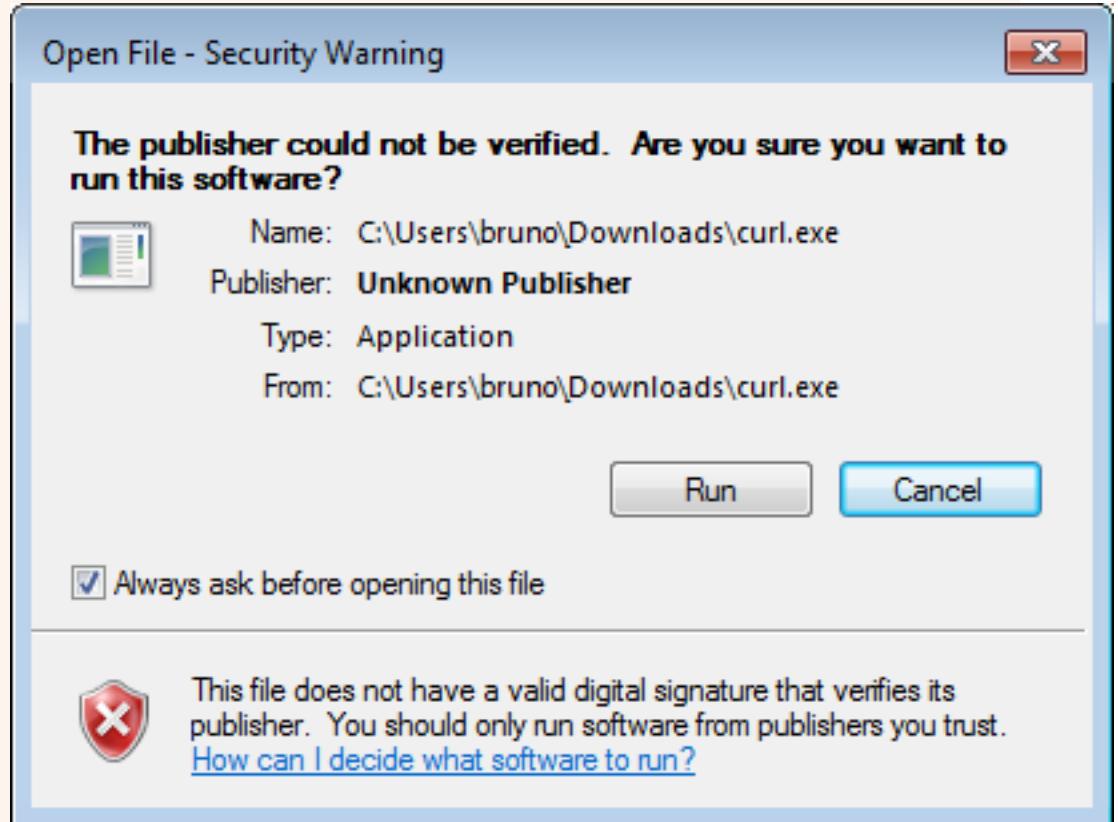 Open File - Security Warning
The publisher could not be verified.  Are you sure you want to
run this software?
Name: C:\Users\bruno\Downloads\curl.exe
Publisher: Unknown Publisher
Type: Application
From: C:\Users\bruno\Downloads\curl.exe
Run Cancel
Always ask before opening this file
This file does not have a valid digital signature that verifies its
publisher.  You should only run software from publishers you trust.
How can I decide what software to run?